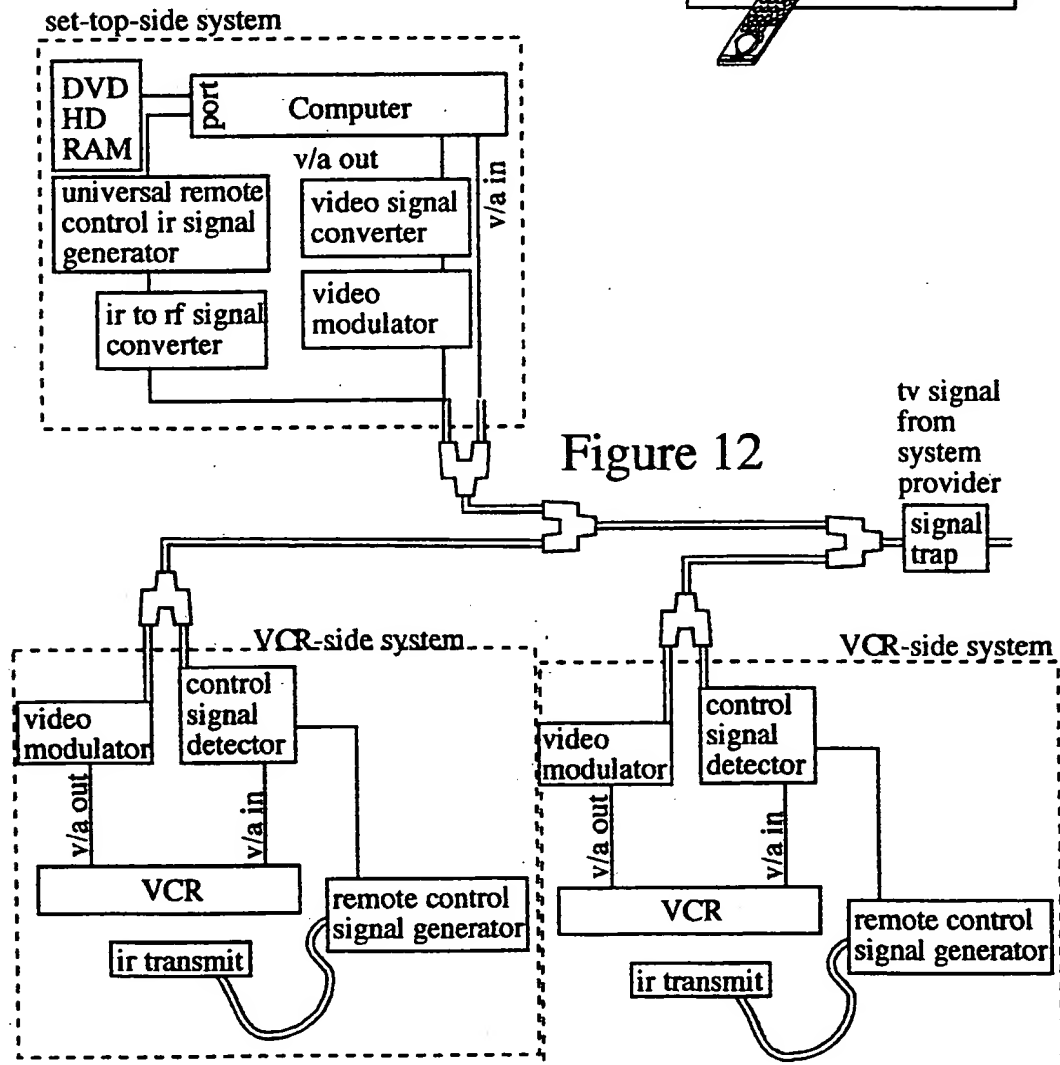 set-top-side system
DVD
HD
RAM
port
Computer
v/a out
v/a in
universal remote
control ir signal
generator
video signal
converter
ir to rf signal
converter
video
modulator
Figure 12
tv signal
from
system
provider
signal
trap
VCR-side system
video
modulator
control
signal
detector
v/a out
v/a in
VCR
remote control
signal generator
ir transmit
VCR-side system
video
modulator
control
signal
detector
v/a out
v/a in
VCR
remote control
signal generator
ir transmit